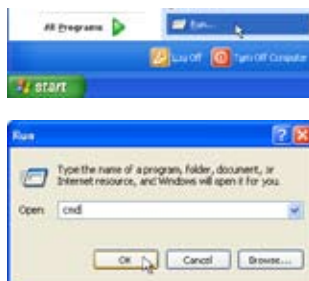 Run...
All Programs
Log Off Turn Off Computer
start
Run
Type the name of a program, folder, document, or
Internet resource, and Windows will open it for you.
Open: cmd
OK Cancel Browse...